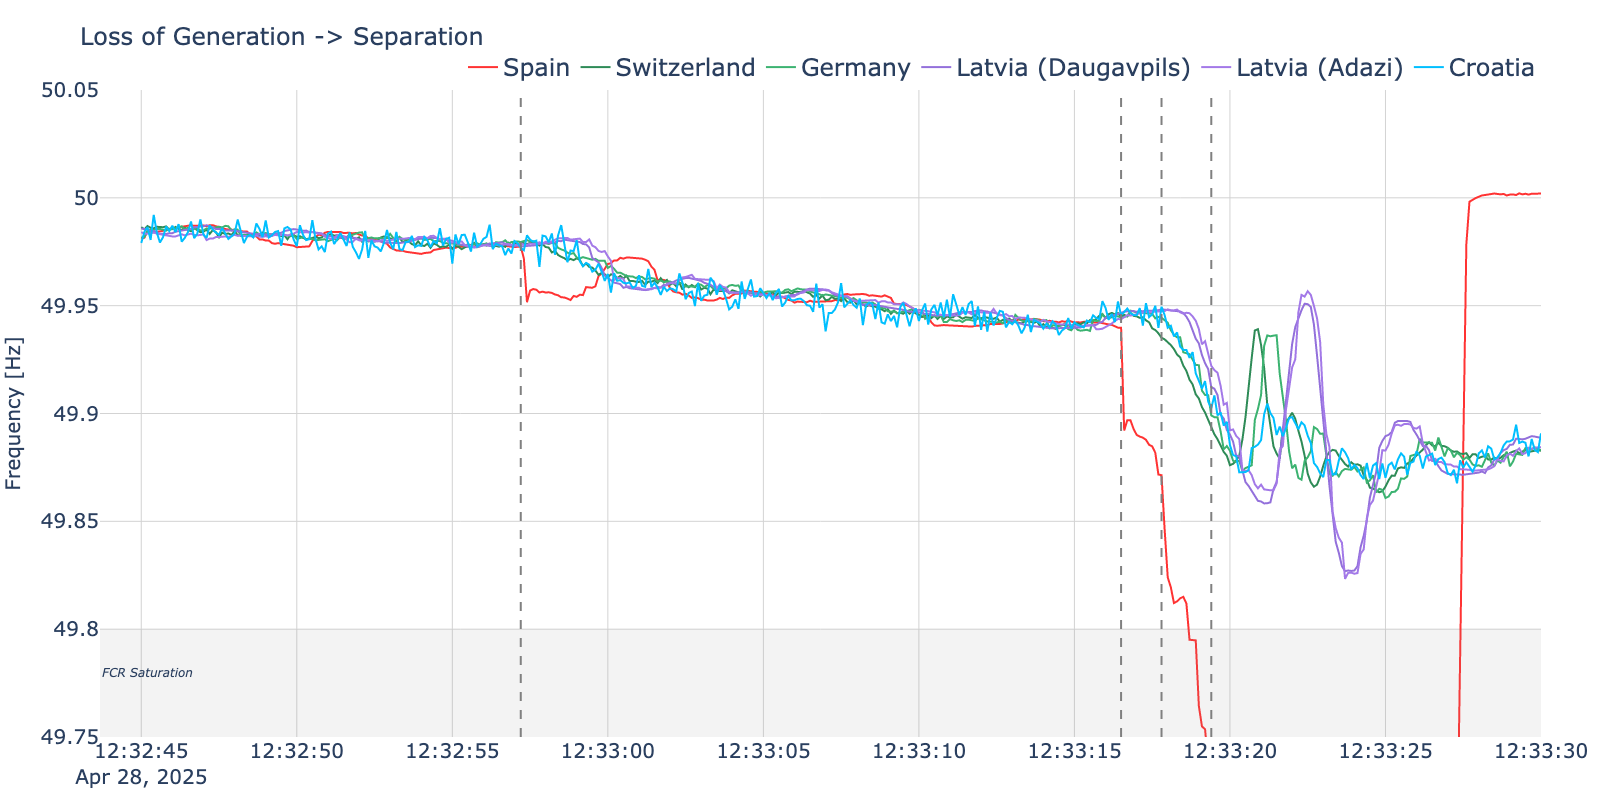 Loss of Generation -> Separation
Spain Switzerland Germany Latvia (Daugavpils) Latvia (Adazi) Croatia
50.05
50
49.95
49.9
49.85
49.8
49.75
Frequency [Hz]
FCR Saturation
12:32:45 12:32:50 12:32:57 12:33:00 12:33:05 12:33:10 12:33:17 12:33:20 12:33:25 12:33:30
Apr 28, 2025